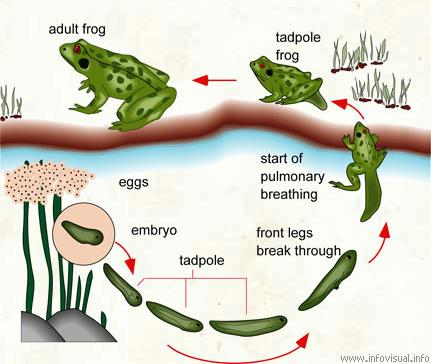 adult frog
tadpole
frog
start of
pulmonary
breathing
eggs
embryo
front legs
break through
tadpole
www.infovisual.info